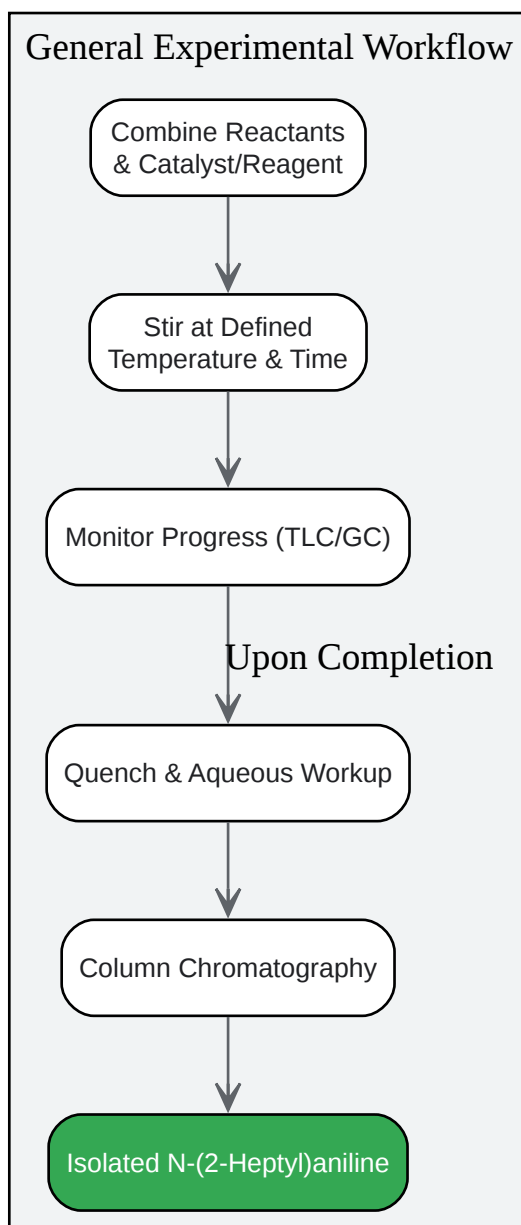 General Experimental Workflow
Combine Reactants
& Catalyst/Reagent
Stir at Defined
Temperature & Time
Monitor Progress (TLC/GC)
Upon Completion
Quench & Aqueous Workup
Column Chromatography
Isolated N-(2-Heptyl)aniline